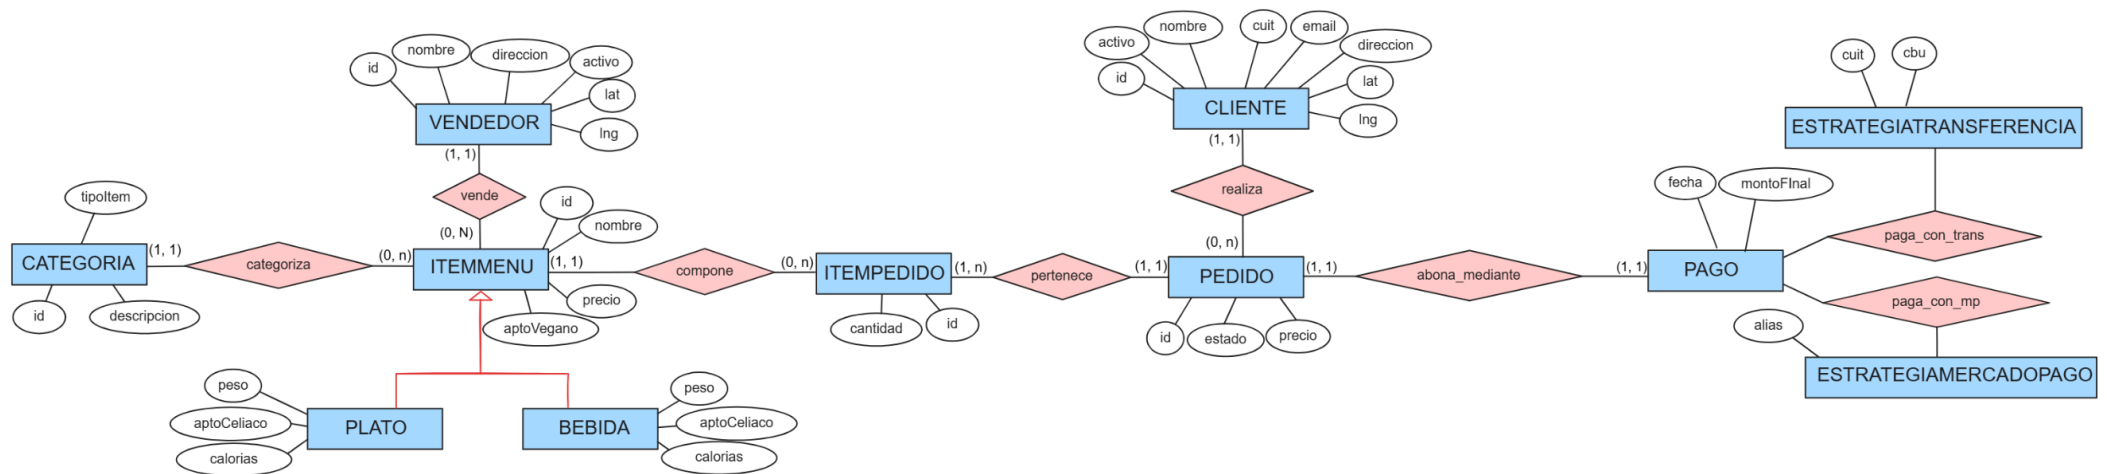 nombre
direccion
activo
id
lat
lng
VENDEDOR
(1, 1)
vende
(0, N)
tipoItem
CATEGORIA
(1, 1)
id
descripcion
categoriza
(0, n)
ITEMMENU
id
nombre
precio
aptoVegano
(1, 1)
compone
(0, n)
ITEMPEDIDO
cantidad
id
(1, n)
pertenece
(1, 1)
PEDIDO
id
estado
precio
(0, n)
realiza
(1, 1)
CLIENTE
id
activo
nombre
cuit
email
direccion
lat
lng
(1, 1)
abona_mediante
(1, 1)
PAGO
fecha
montoFInal
paga_con_trans
ESTRATEGIATRANSFERENCIA
cuit
cbu
paga_con_mp
alias
ESTRATEGIAMERCADOPAGO
peso
aptoCeliaco
calorias
PLATO
BEBIDA
peso
aptoCeliaco
calorias